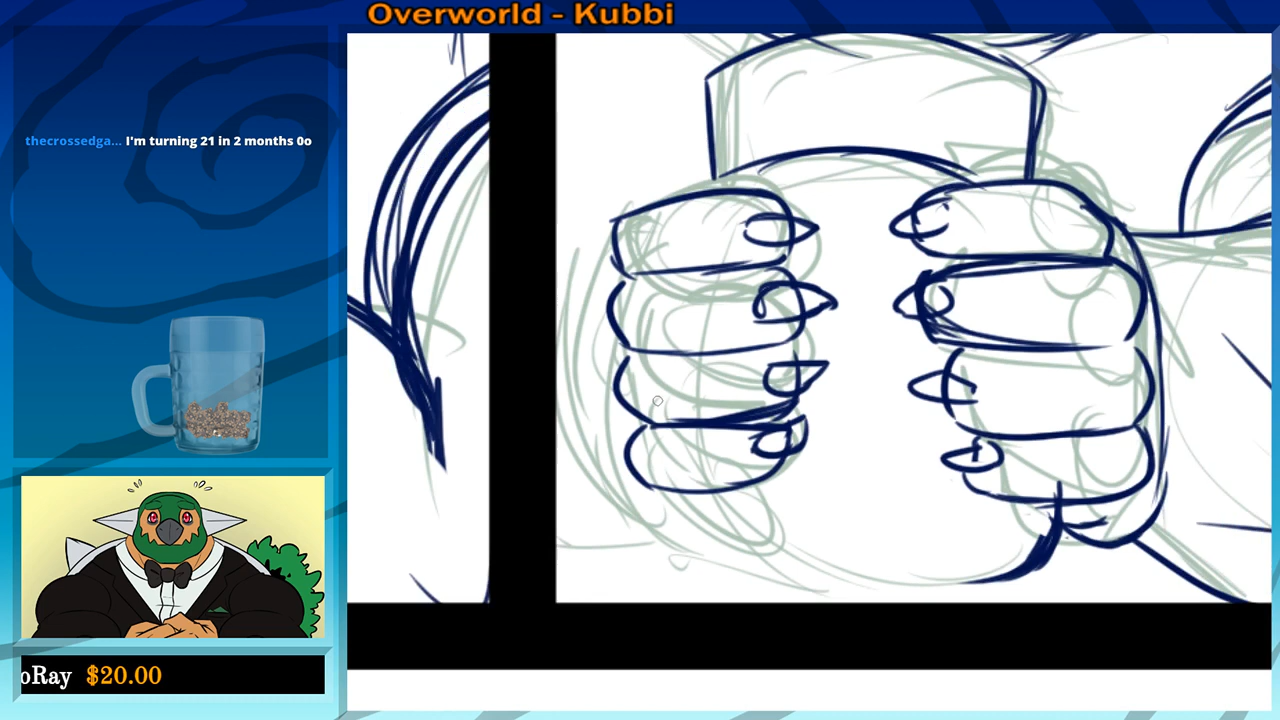 Overworld - Kubbi
thecrossedga... I'm turning 21 in 2 months 0o
oRay $20.00